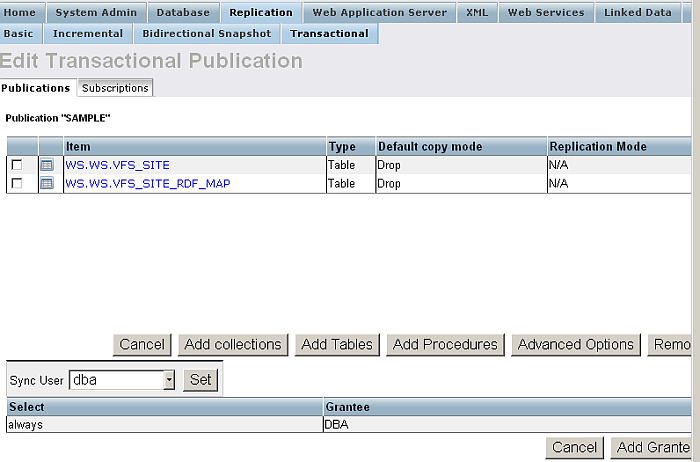 Home System Admin Database Replication Web Application Server XML Web Services Linked Data
Basic Incremental Bidirectional Snapshot Transactional
Edit Transactional Publication
Publications Subscriptions
Publication "SAMPLE"
Item Type Default copy mode Replication Mode
WS.WS.VFS_SITE Table Drop N/A
WS.WS.VFS_SITE_RDF_MAP Table Drop N/A
Cancel Add collections Add Tables Add Procedures Advanced Options Remo
Sync User dba Set
Select Grantee
always DBA
Cancel Add Grante